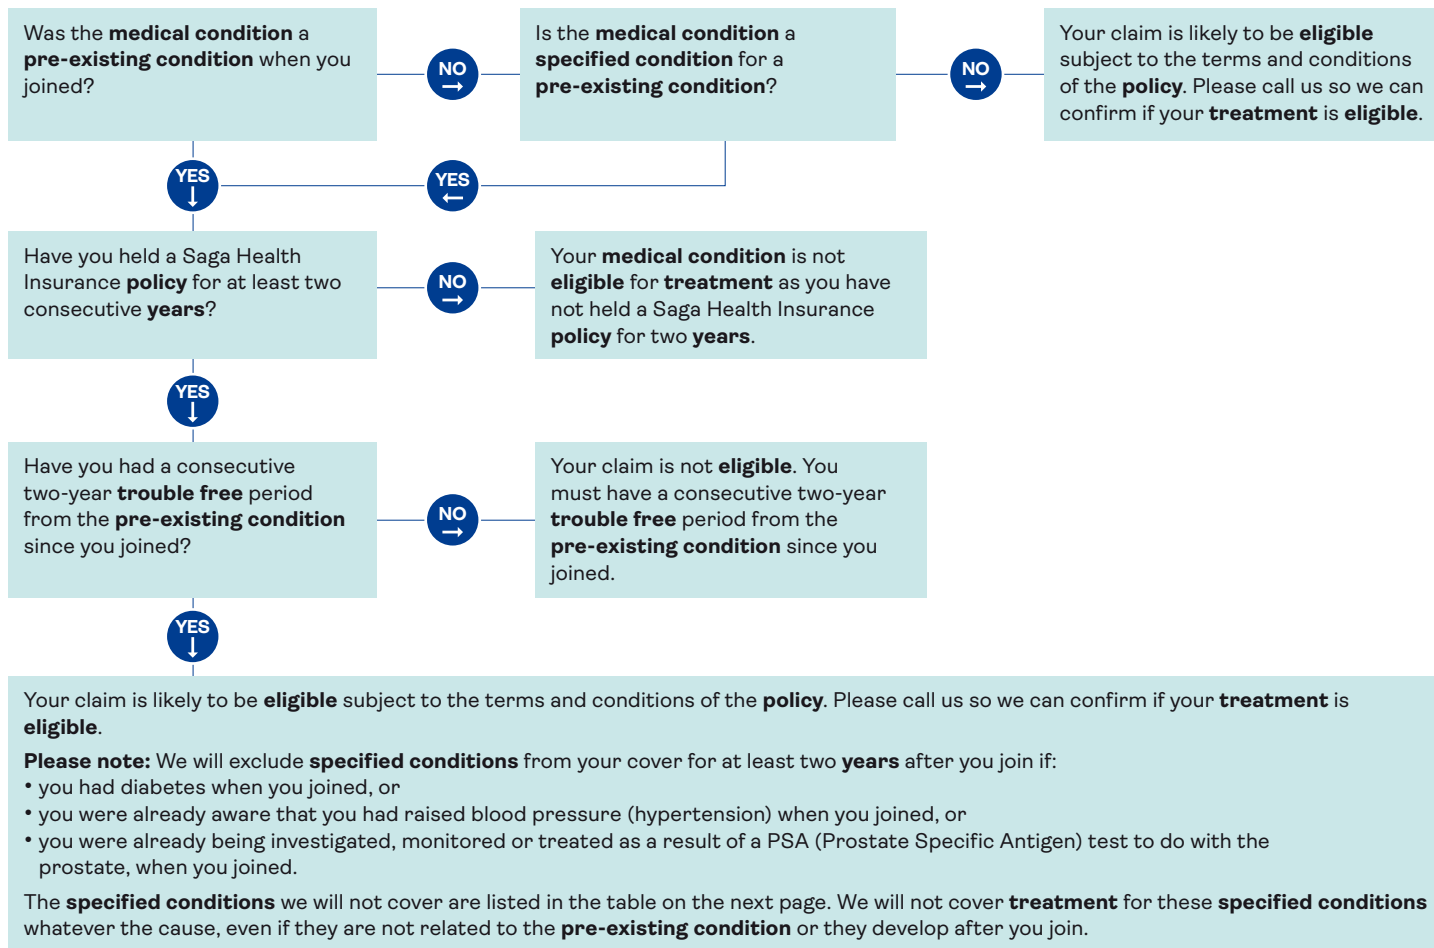 Was the medical condition a
pre-existing condition when you
joined?
NO
Is the medical condition a
specified condition for a
pre-existing condition?
NO
Your claim is likely to be eligible
subject to the terms and conditions
of the policy. Please call us so we can
confirm if your treatment is eligible.
YES
YES
Have you held a Saga Health
Insurance policy for at least two
consecutive years?
NO
Your medical condition is not
eligible for treatment as you have
not held a Saga Health Insurance
policy for two years.
YES
Have you had a consecutive
two-year trouble free period
from the pre-existing condition
since you joined?
NO
Your claim is not eligible. You
must have a consecutive two-year
trouble free period from the
pre-existing condition since you
joined.
YES
Your claim is likely to be eligible subject to the terms and conditions of the policy. Please call us so we can confirm if your treatment is
eligible.
Please note: We will exclude specified conditions from your cover for at least two years after you join if:
• you had diabetes when you joined, or
• you were already aware that you had raised blood pressure (hypertension) when you joined, or
• you were already being investigated, monitored or treated as a result of a PSA (Prostate Specific Antigen) test to do with the
prostate, when you joined.
The specified conditions we will not cover are listed in the table on the next page. We will not cover treatment for these specified conditions
whatever the cause, even if they are not related to the pre-existing condition or they develop after you join.